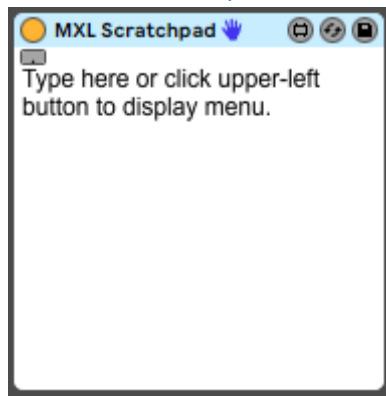 MXL Scratchpad
Type here or click upper-left
button to display menu.